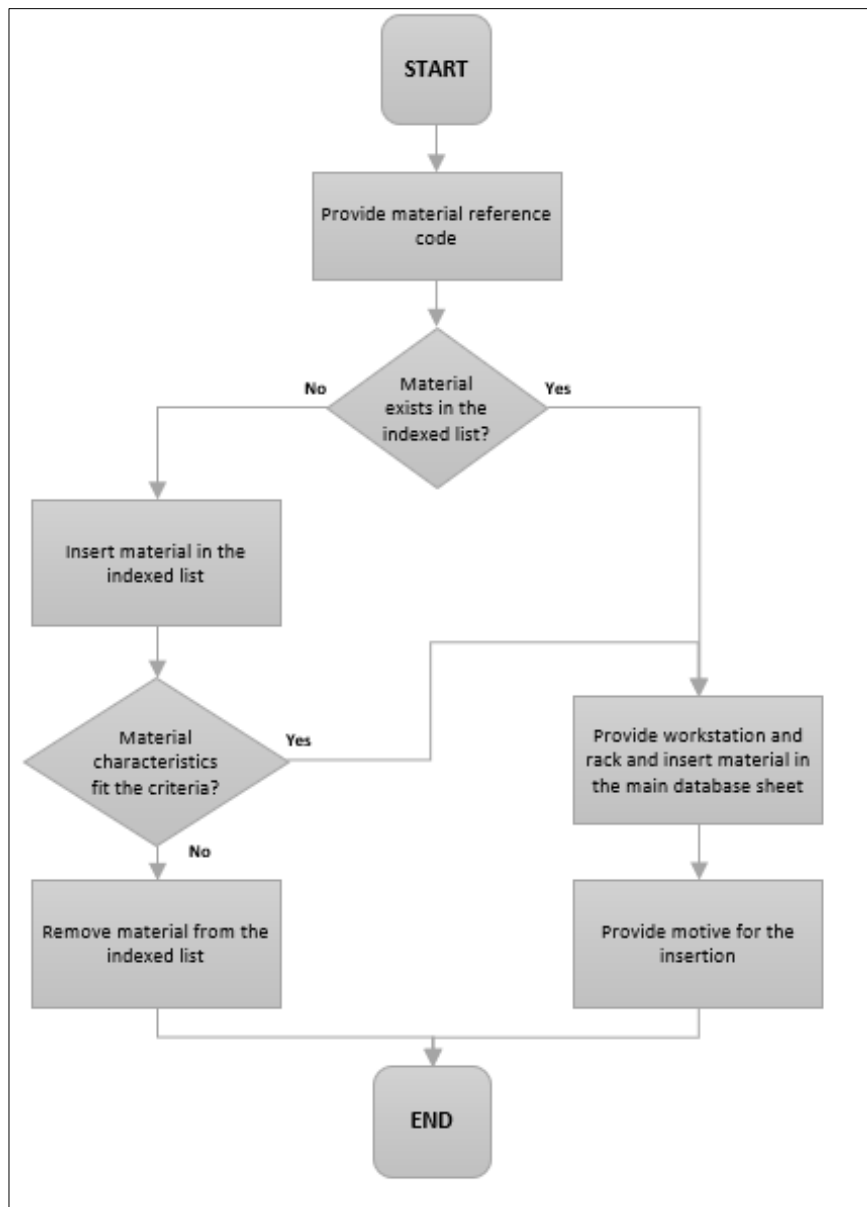 START
Provide material reference
code
No
Material
exists in the
indexed list?
Yes
Insert material in the
indexed list
Material
characteristics
fit the criteria?
Yes
Provide workstation and
rack and insert material in
the main database sheet
No
Remove material from the
indexed list
Provide motive for the
insertion
END